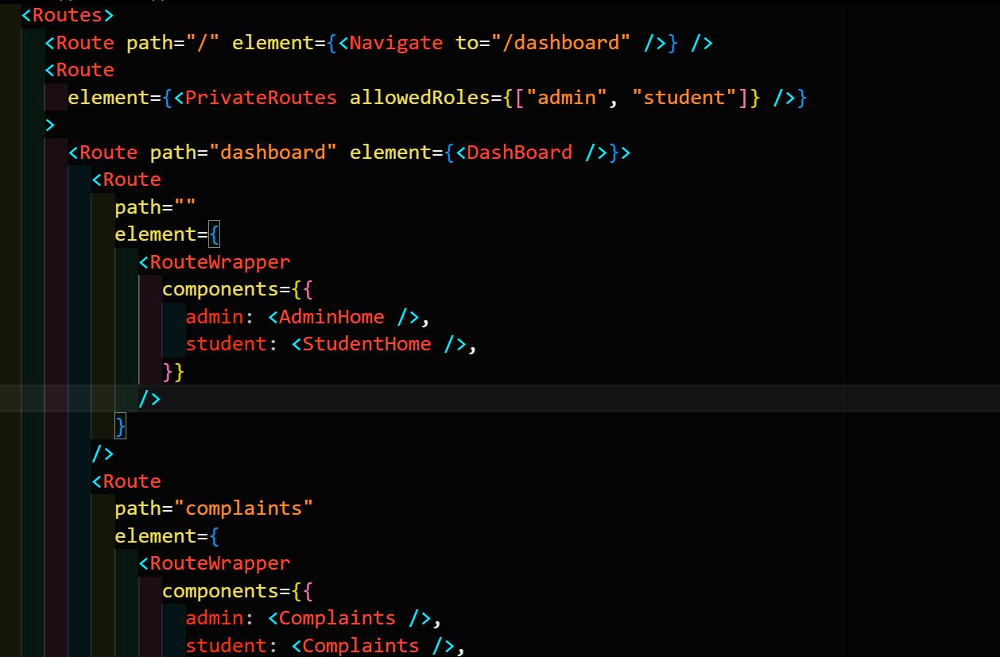 <Routes>
<Route path="/" element={<Navigate to="/dashboard" />} />
<Route
element={<PrivateRoutes allowedRoles={["admin", "student"]} />}
>
<Route path="dashboard" element={<DashBoard />}>
<Route
path=""
element={
<RouteWrapper
components={{
admin: <AdminHome />,
student: <StudentHome />,
}}
/>
}
/>
<Route
path="complaints"
element={
<RouteWrapper
components={{
admin: <Complaints />,
student: <Complaints />,